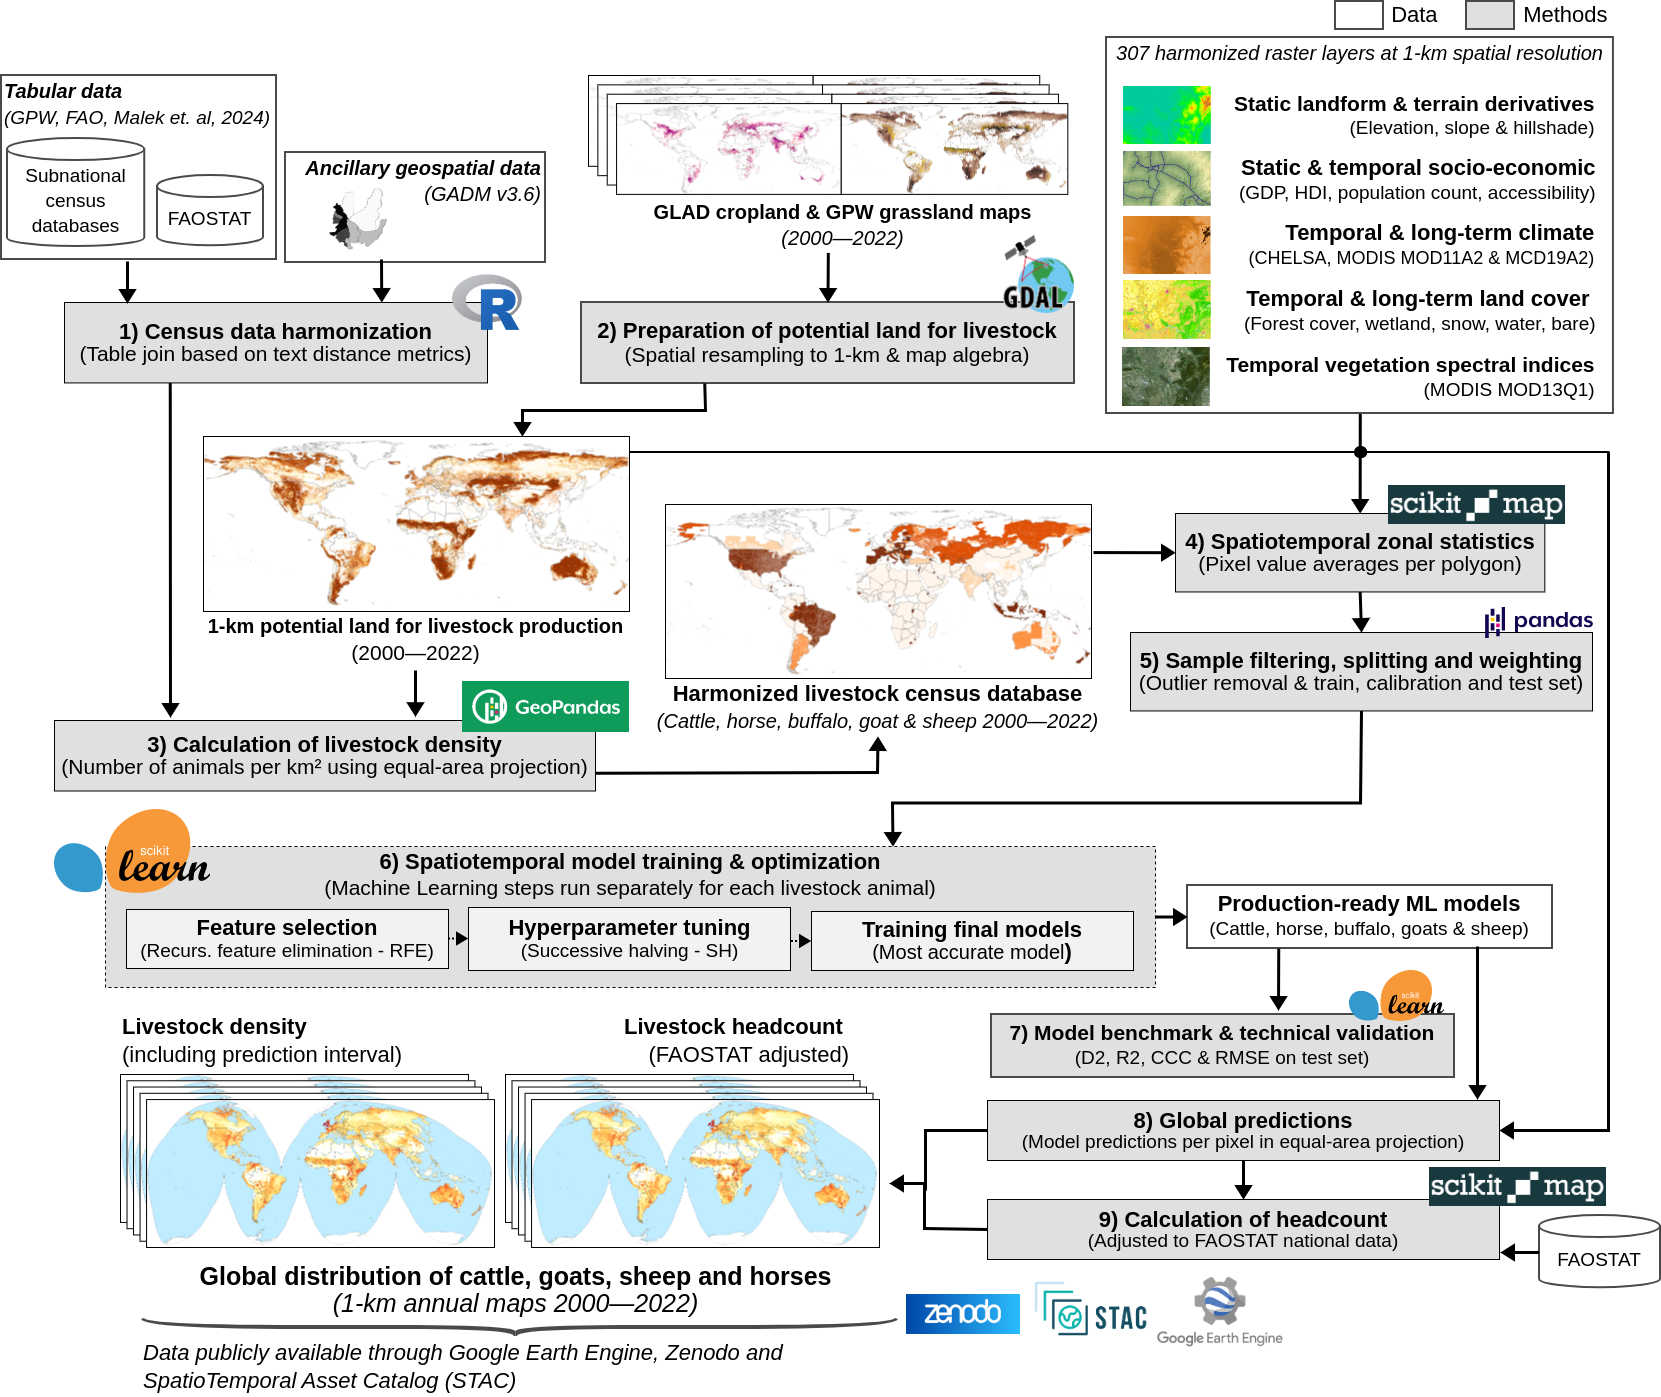 Data
Methods
307 harmonized raster layers at 1-km spatial resolution
Static landform & terrain derivatives
(Elevation, slope & hillshade)
Static & temporal socio-economic
(GDP, HDI, population count, accessibility)
Temporal & long-term climate
(CHELSA, MODIS MOD11A2 & MCD19A2)
Temporal & long-term land cover
(Forest cover, wetland, snow, water, bare)
Temporal vegetation spectral indices
(MODIS MOD13Q1)
Tabular data
(GPW, FAO, Malek et. al, 2024)
Subnational
census
databases
FAOSTAT
Ancillary geospatial data
(GADM v3.6)
GLAD cropland & GPW grassland maps
(2000—2022)
R
GDAL
1) Census data harmonization
(Table join based on text distance metrics)
2) Preparation of potential land for livestock
(Spatial resampling to 1-km & map algebra)
1-km potential land for livestock production
(2000—2022)
Harmonized livestock census database
(Cattle, horse, buffalo, goat & sheep 2000—2022)
scikit map
4) Spatiotemporal zonal statistics
(Pixel value averages per polygon)
pandas
5) Sample filtering, splitting and weighting
(Outlier removal & train, calibration and test set)
GeoPandas
3) Calculation of livestock density
(Number of animals per km² using equal-area projection)
scikit
learn
6) Spatiotemporal model training & optimization
(Machine Learning steps run separately for each livestock animal)
Feature selection
(Recurs. feature elimination - RFE)
Hyperparameter tuning
(Successive halving - SH)
Training final models
(Most accurate model)
Production-ready ML models
(Cattle, horse, buffalo, goats & sheep)
scikit
learn
7) Model benchmark & technical validation
(D2, R2, CCC & RMSE on test set)
8) Global predictions
(Model predictions per pixel in equal-area projection)
scikit map
9) Calculation of headcount
(Adjusted to FAOSTAT national data)
FAOSTAT
Livestock density
(including prediction interval)
Livestock headcount
(FAOSTAT adjusted)
Global distribution of cattle, goats, sheep and horses
(1-km annual maps 2000—2022)
Data publicly available through Google Earth Engine, Zenodo and
SpatioTemporal Asset Catalog (STAC)
zenodo
STAC
Google Earth Engine